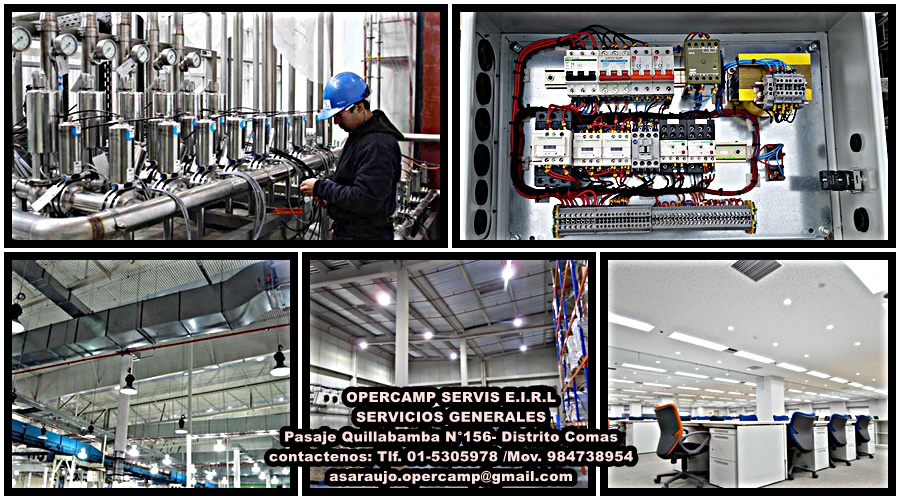 OPERCAMP SERVIS E.I.R.L
SERVICIOS GENERALES
Pasaje Quillabamba N°156- Distrito Comas
contactenos: Tlf. 01-5305978 /Mov. 984738954
asaraujo.opercamp@gmail.com